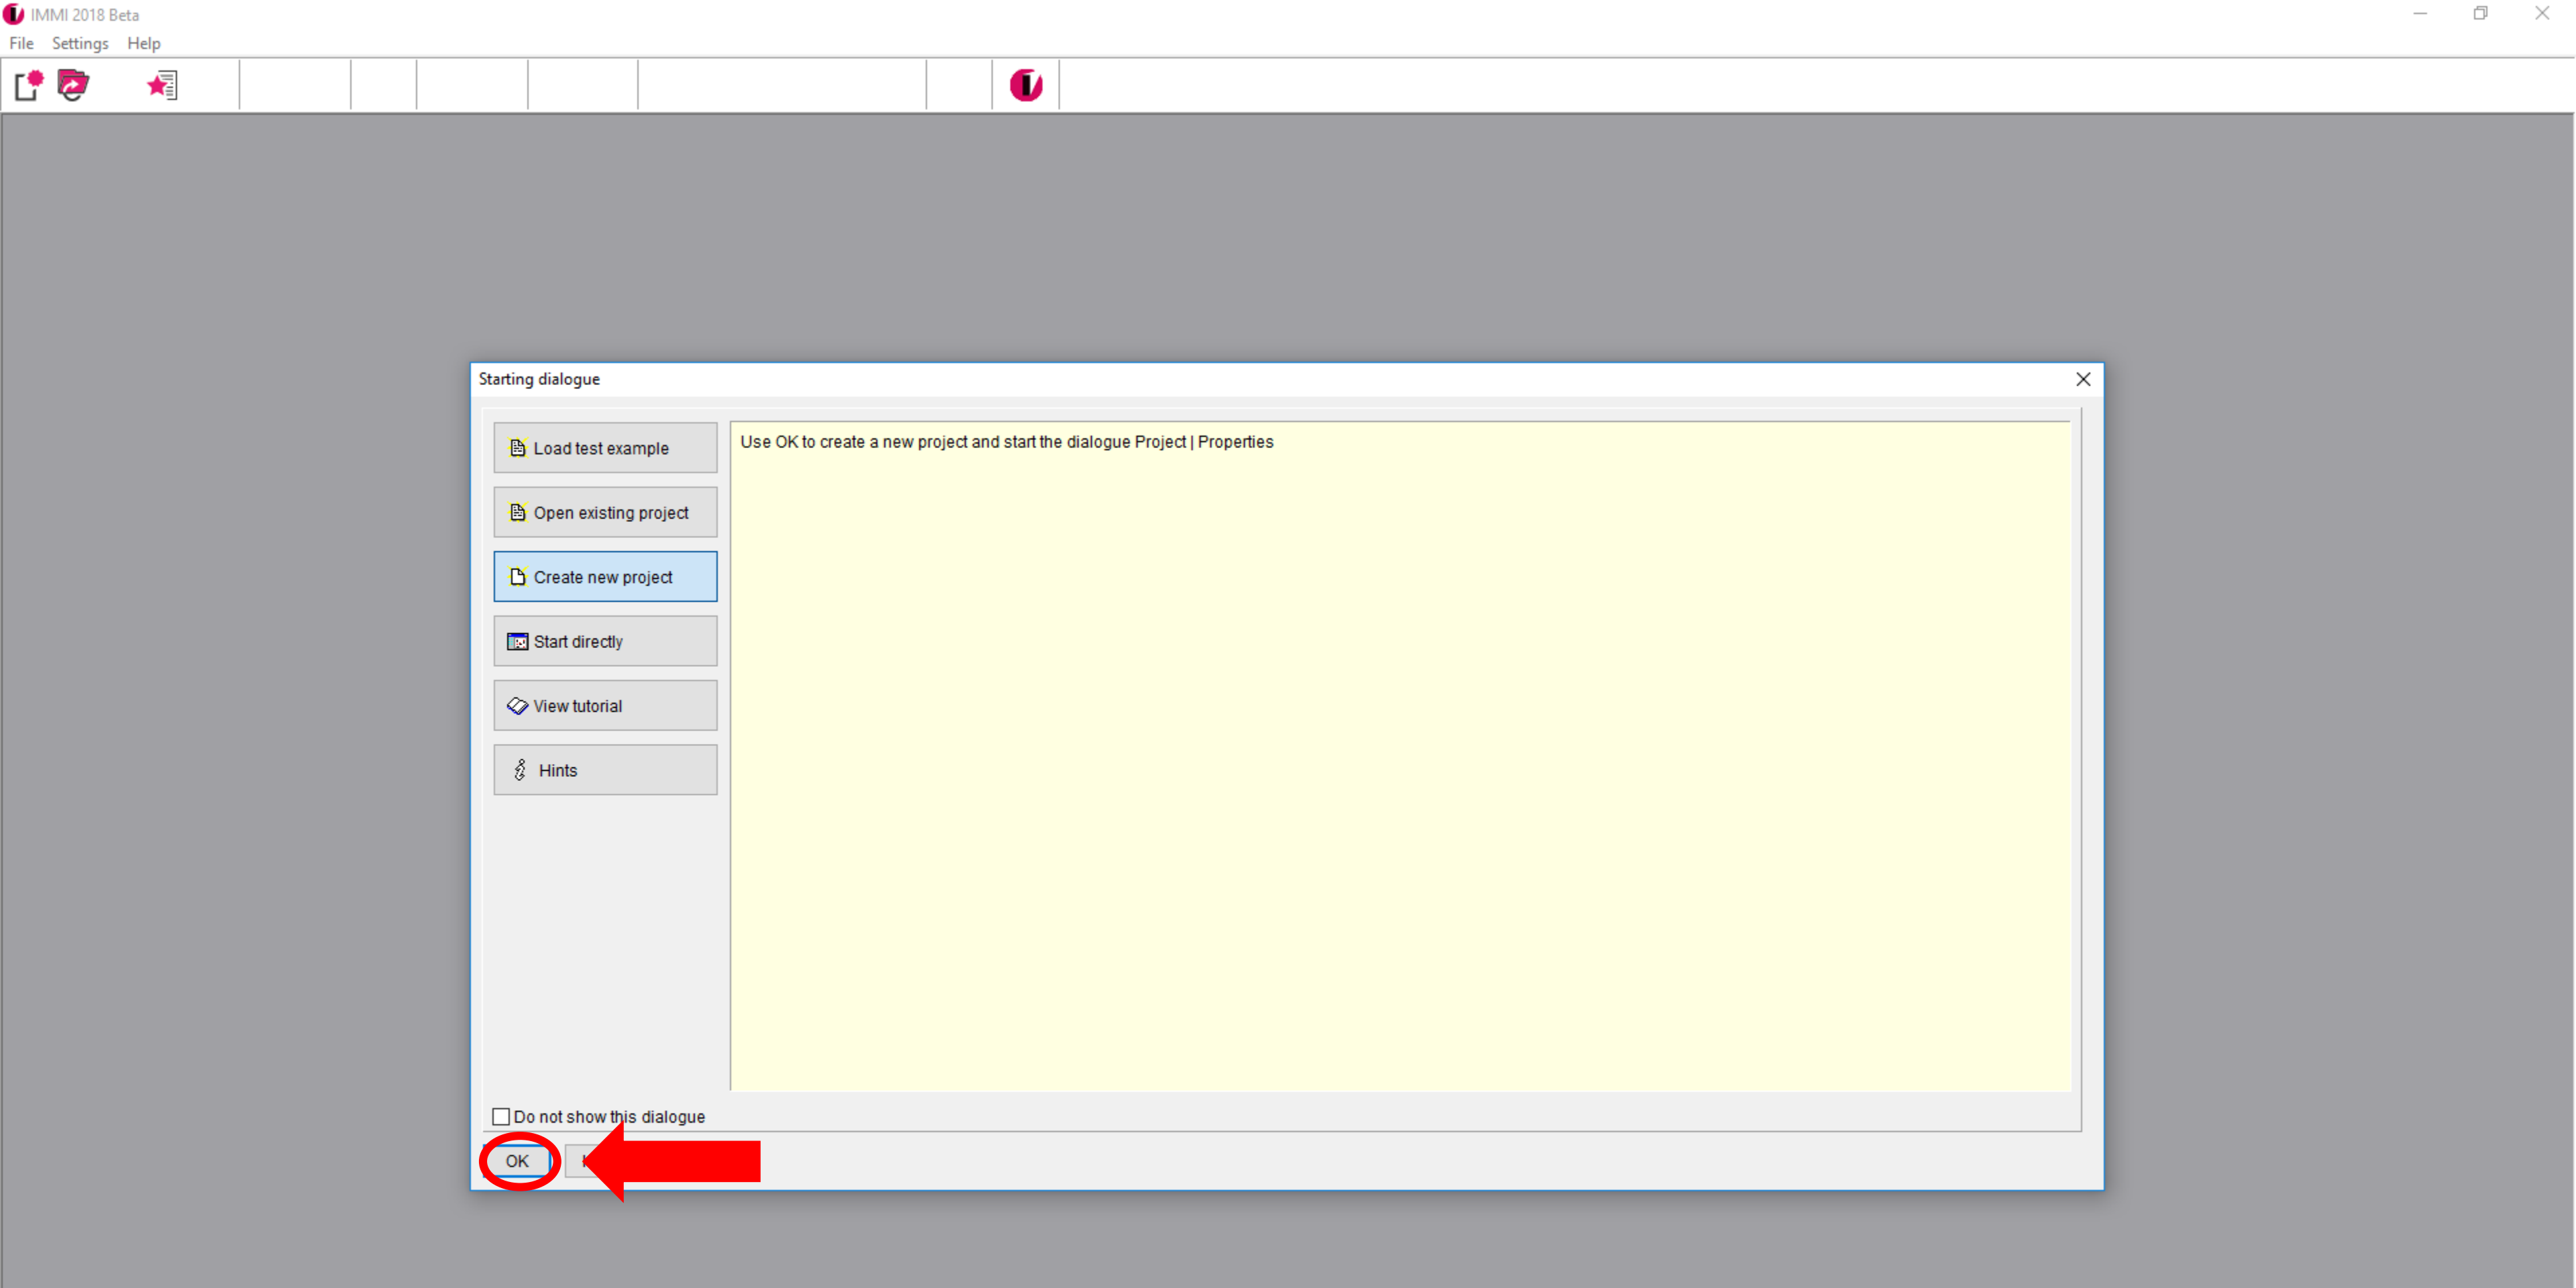 IMMI 2018 Beta
File Settings Help
Starting dialogue
Load test example
Use OK to create a new project and start the dialogue Project | Properties
Open existing project
Create new project
Start directly
View tutorial
Hints
Do not show this dialogue
OK